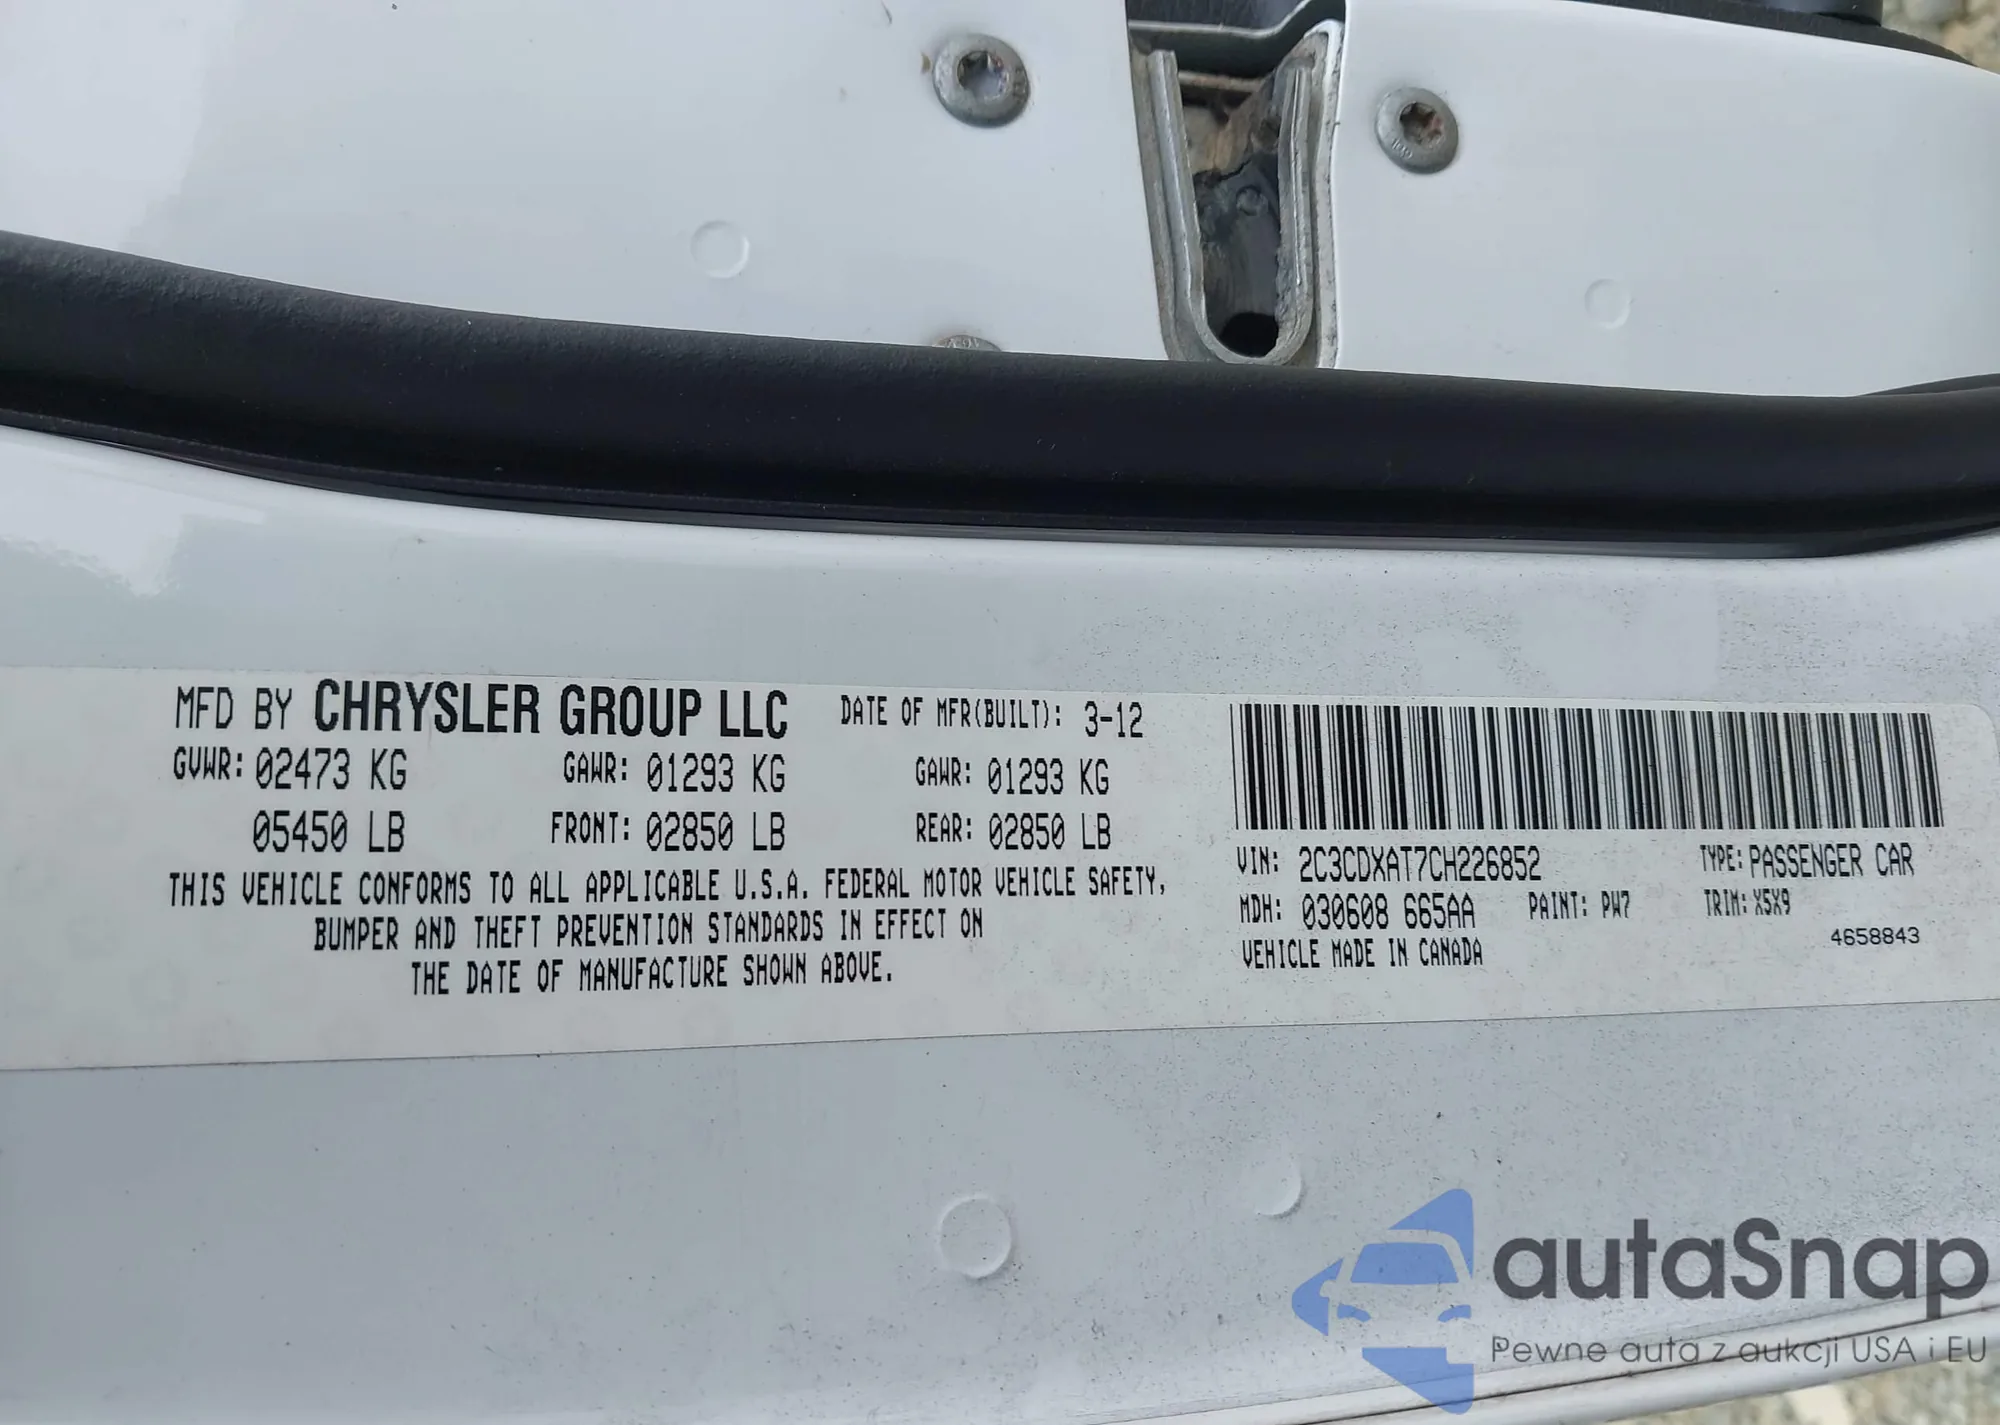 MFD BY CHRYSLER GROUP LLC DATE OF MFR(BUILT): 3-12
GVWR: 02473 KG GAWR: 01293 KG GAWR: 01293 KG
05450 LB FRONT: 02850 LB REAR: 02850 LB
THIS VEHICLE CONFORMS TO ALL APPLICABLE U.S.A. FEDERAL MOTOR VEHICLE SAFETY,
BUMPER AND THEFT PREVENTION STANDARDS IN EFFECT ON
THE DATE OF MANUFACTURE SHOWN ABOVE.
VIN: 2C3CDXAT7CH226852 TYPE: PASSENGER CAR
MDH: 030608 665AA PAINT: PW7 TRIM: X5X9
VEHICLE MADE IN CANADA 4658843
autaSnap
Pewne auta z aukcji USA i EU